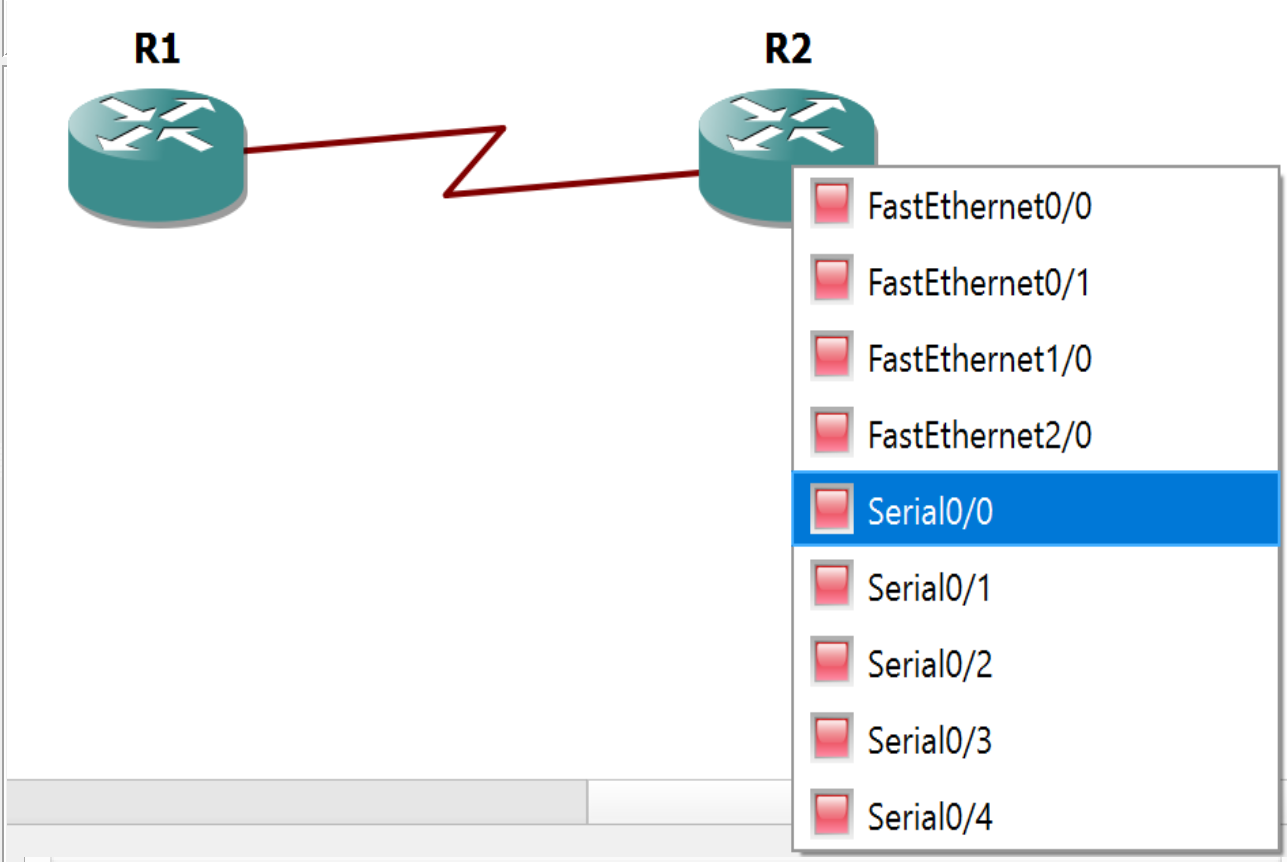 R1
R2
FastEthernet0/0
FastEthernet0/1
FastEthernet1/0
FastEthernet2/0
Serial0/0
Serial0/1
Serial0/2
Serial0/3
Serial0/4